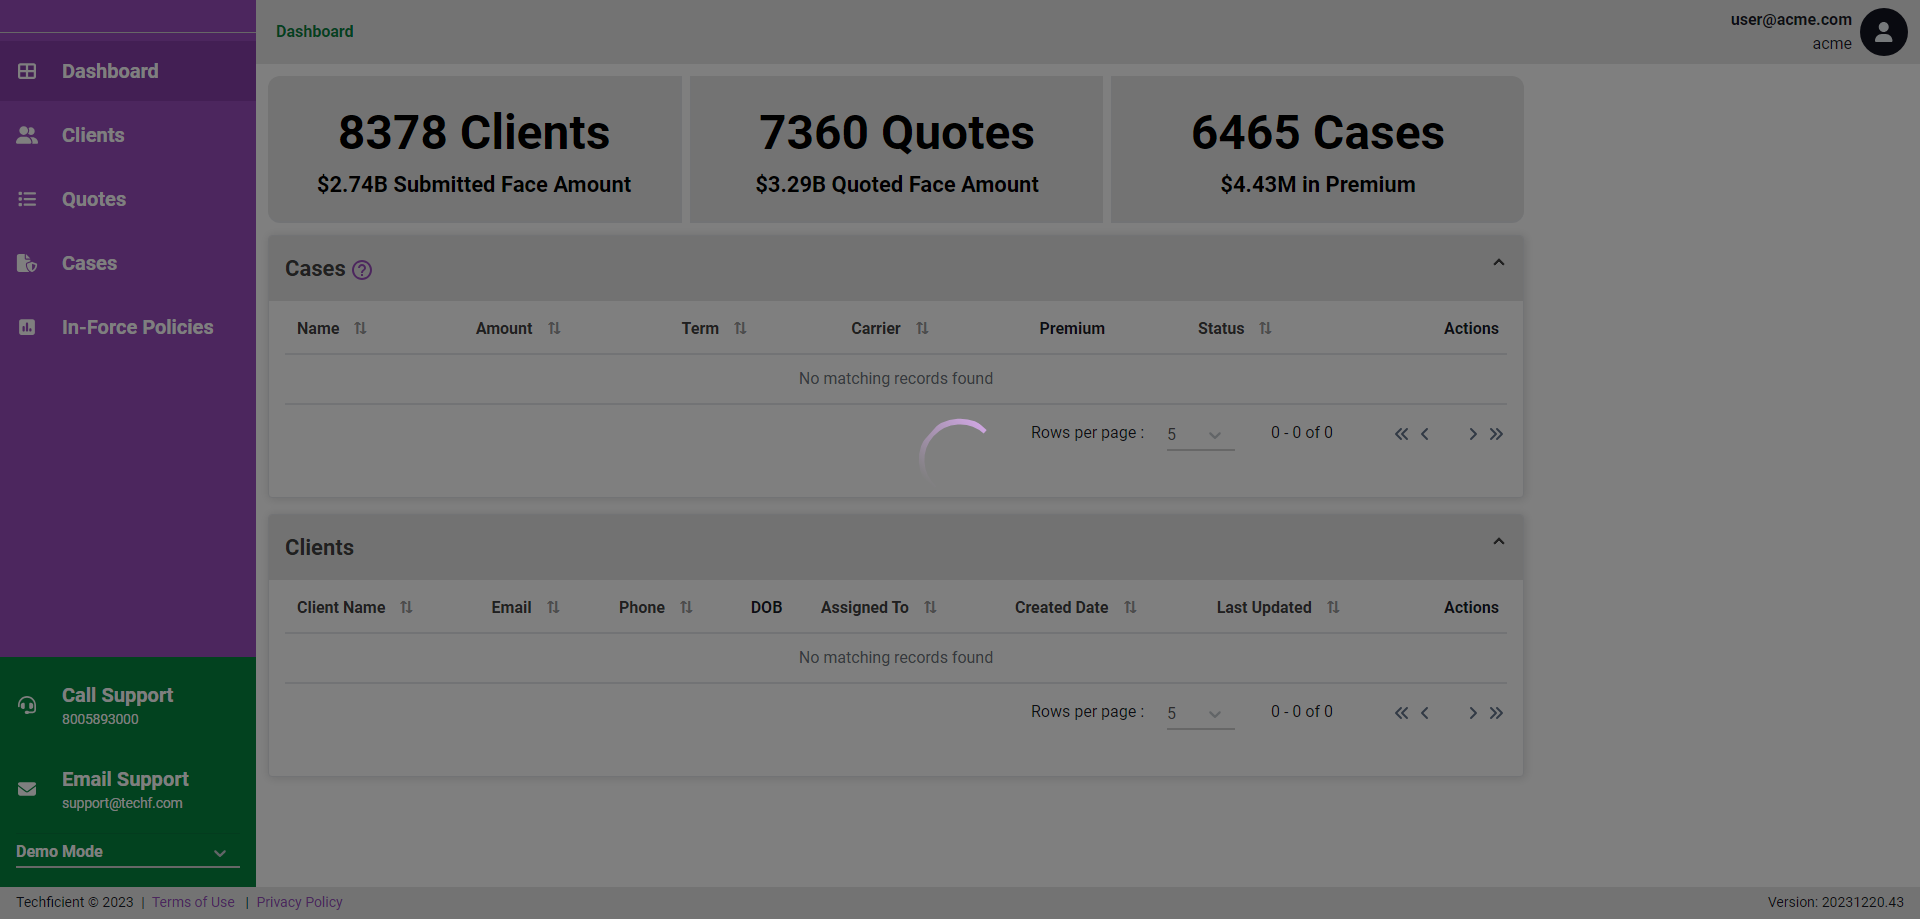 Dashboard
user@acme.com
acme
Dashboard
Clients
Quotes
Cases
In-Force Policies
8378 Clients
$2.74B Submitted Face Amount
7360 Quotes
$3.29B Quoted Face Amount
6465 Cases
$4.43M in Premium
Cases ?
Name Amount Term Carrier Premium Status Actions
No matching records found
Rows per page : 5 0 - 0 of 0
Clients
Client Name Email Phone DOB Assigned To Created Date Last Updated Actions
No matching records found
Rows per page : 5 0 - 0 of 0
Call Support
8005893000
Email Support
support@techf.com
Demo Mode
Techficient © 2023 | Terms of Use | Privacy Policy
Version: 20231220.43